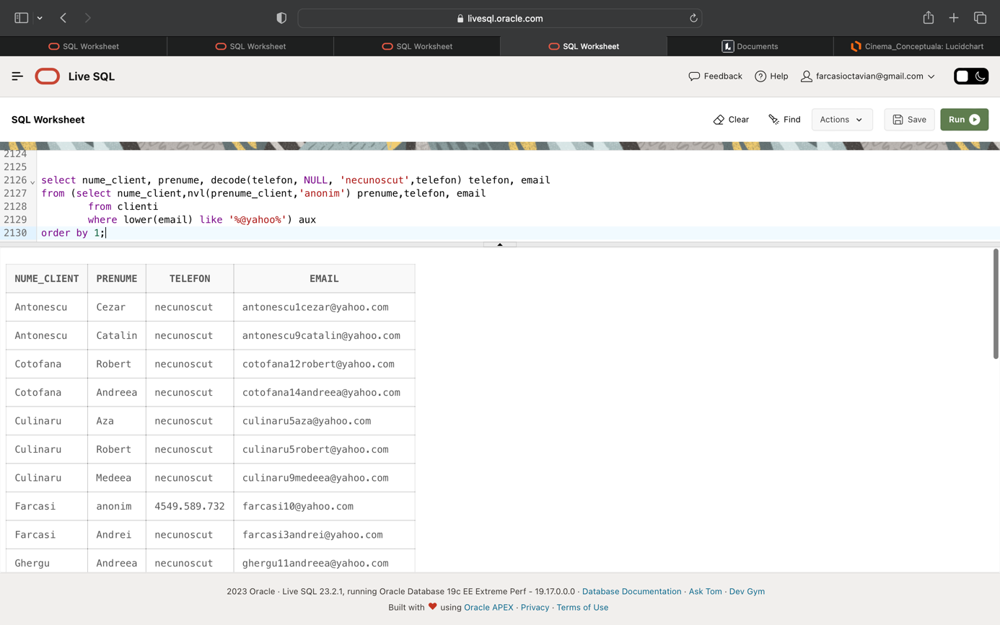 livesql.oracle.com
SQL Worksheet
SQL Worksheet
SQL Worksheet
SQL Worksheet
Documents
Cinema_Conceptuala: Lucidchart
Live SQL
Feedback
Help
farcasioctavian@gmail.com
SQL Worksheet
Clear
Find
Actions
Save
Run
2124
2125
2126 select nume_client, prenume, decode(telefon, NULL, 'necunoscut',telefon) telefon, email
2127 from (select nume_client,nvl(prenume_client,'anonim') prenume,telefon, email
2128 from clienti
2129 where lower(email) like '%@yahoo%') aux
2130 order by 1;
NUME_CLIENT PRENUME TELEFON EMAIL
Antonescu Cezar necunoscut antonescu1cezar@yahoo.com
Antonescu Catalin necunoscut antonescu9catalin@yahoo.com
Cotofana Robert necunoscut cotofana12robert@yahoo.com
Cotofana Andreea necunoscut cotofana14andreea@yahoo.com
Culinaru Aza necunoscut culinaru5aza@yahoo.com
Culinaru Robert necunoscut culinaru5robert@yahoo.com
Culinaru Medeea necunoscut culinaru9medeea@yahoo.com
Farcasi anonim 4549.589.732 farcasi10@yahoo.com
Farcasi Andrei necunoscut farcasi3andrei@yahoo.com
Ghergu Andreea necunoscut ghergu11andreea@yahoo.com
2023 Oracle · Live SQL 23.2.1, running Oracle Database 19c EE Extreme Perf - 19.17.0.0.0 · Database Documentation · Ask Tom · Dev Gym
Built with ❤ using Oracle APEX · Privacy · Terms of Use